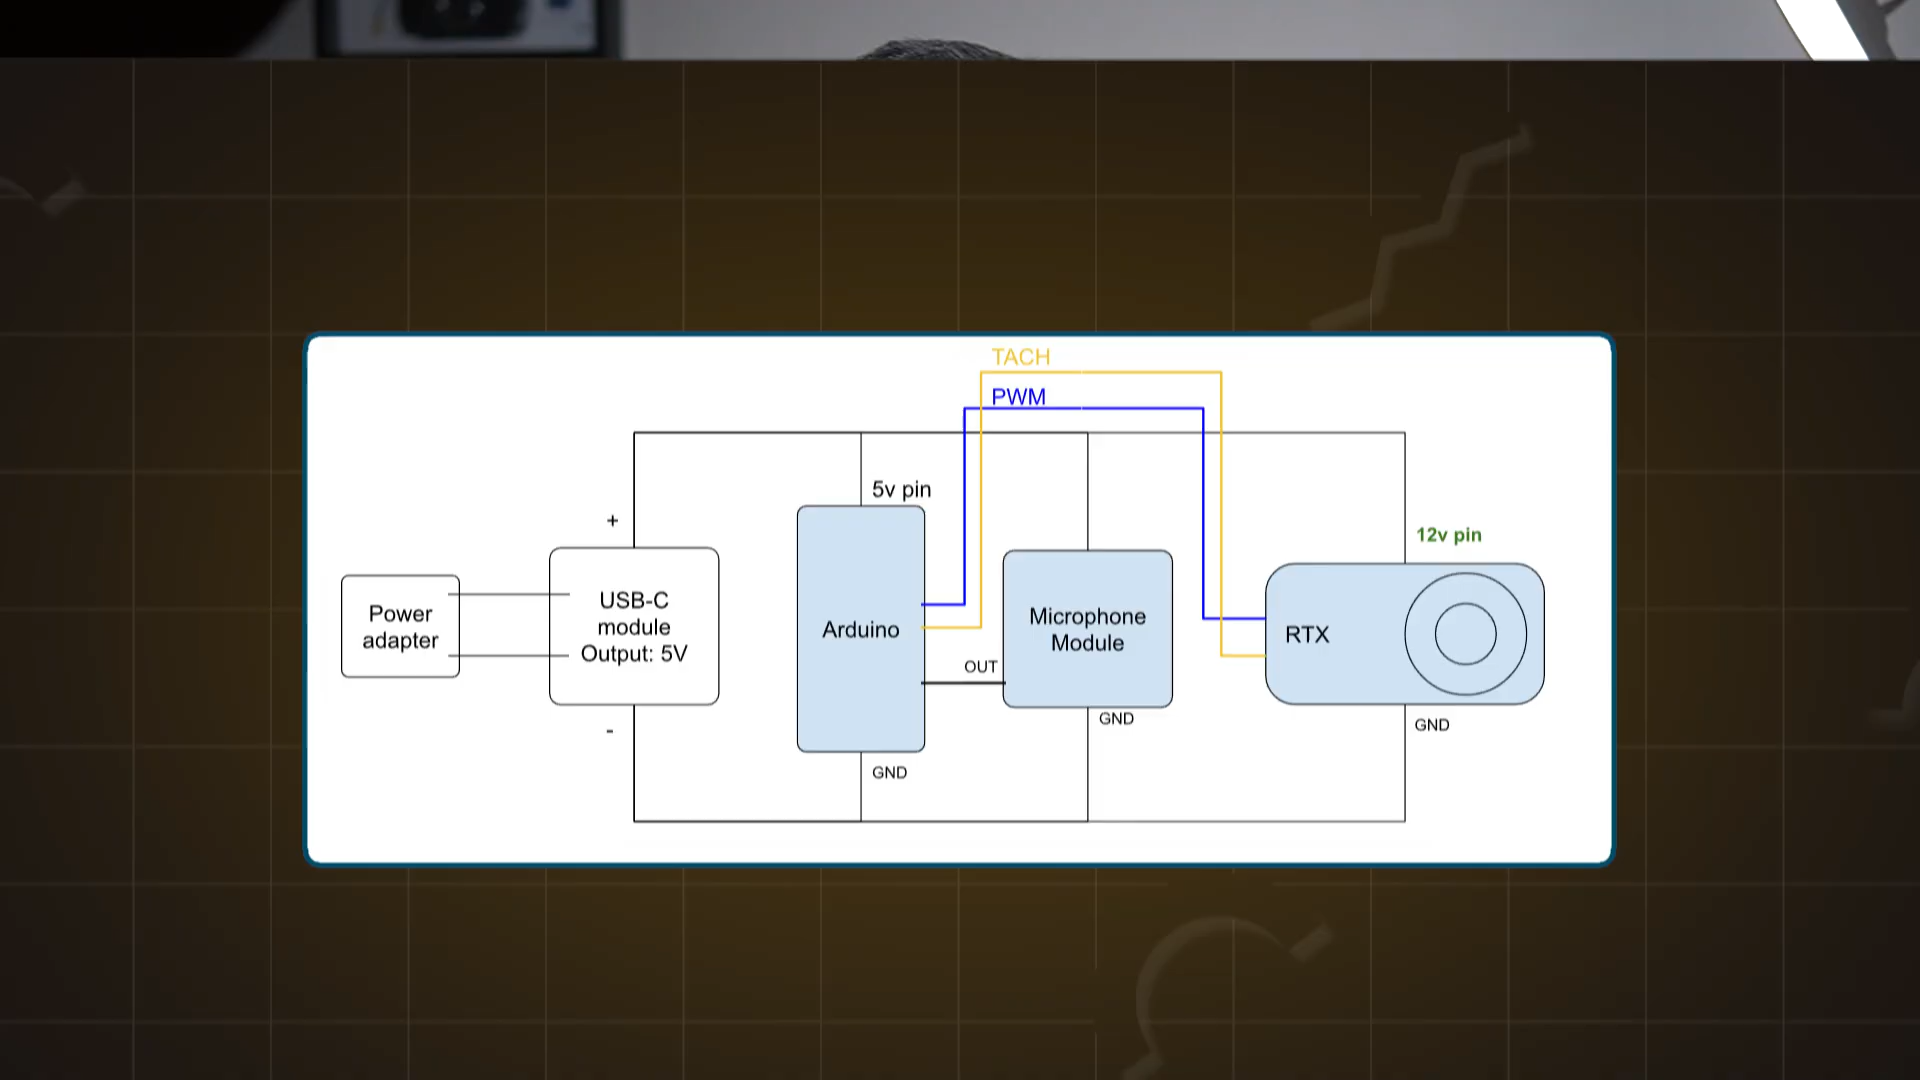 TACH
PWM
5v pin
+
12v pin
USB-C
module
Output: 5V
Power
adapter
Arduino
Microphone
Module
RTX
OUT
GND
GND
-
GND